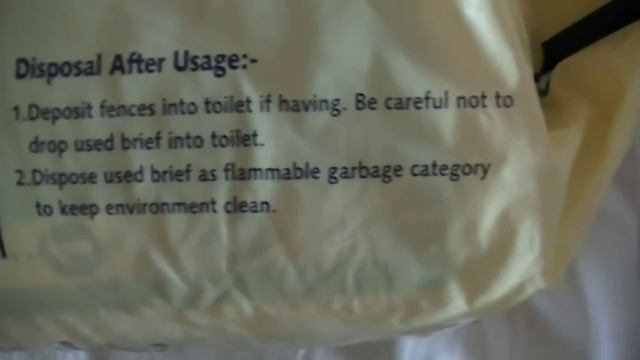 Disposal After Usage:-
1.Deposit fences into toilet if having. Be careful not to
drop used brief into toilet.
2.Dispose used brief as flammable garbage category
to keep environment clean.